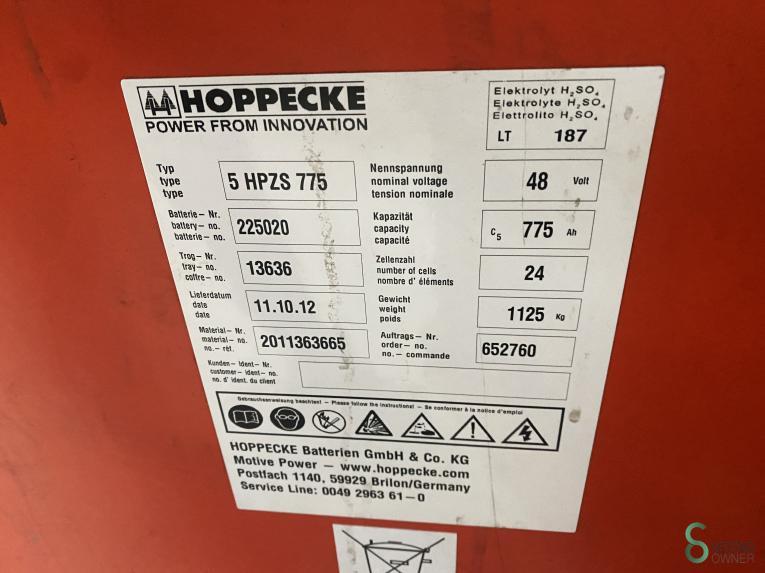 HOPPECKE
POWER FROM INNOVATION
Elektrolyt H₂SO₄
Elektrolyte H₂SO₄
Elettrolito H₂SO₄
LT 187
Typ
type
type
5 HPZS 775
Nennspannung
nominal voltage
tension nominale
48 Volt
Batterie-Nr.
battery-no.
batterie-no.
225020
Kapazität
capacity
capacité
C₅ 775 Ah
Trog-Nr.
tray-no.
coffre-no.
13636
Zellenzahl
number of cells
nombre d'éléments
24
Lieferdatum
date
date
11.10.12
Gewicht
weight
poids
1125 Kg
Material-Nr.
material-no.
no.-réf.
2011363665
Auftrags-Nr.
order-no.
no.-commande
652760
Kunden-Ident-Nr.
customer-ident-no.
no. d'ident. du client
Gebrauchsanweisung beachten! - Please follow the instructions! - Se conformer à la notice d'emploi
HOPPECKE Batterien GmbH & Co. KG
Motive Power - www.hoppecke.com
Postfach 1140, 59929 Brilon/Germany
Service Line: 0049 2963 61-0
OWNER